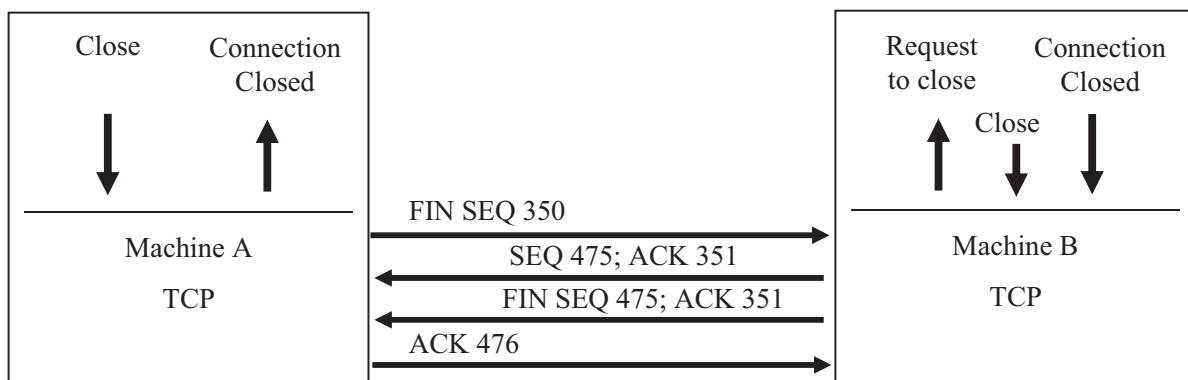 Close
Connection
Closed
Machine A
TCP
FIN SEQ 350
SEQ 475; ACK 351
FIN SEQ 475; ACK 351
ACK 476
Request
to close
Close
Connection
Closed
Machine B
TCP